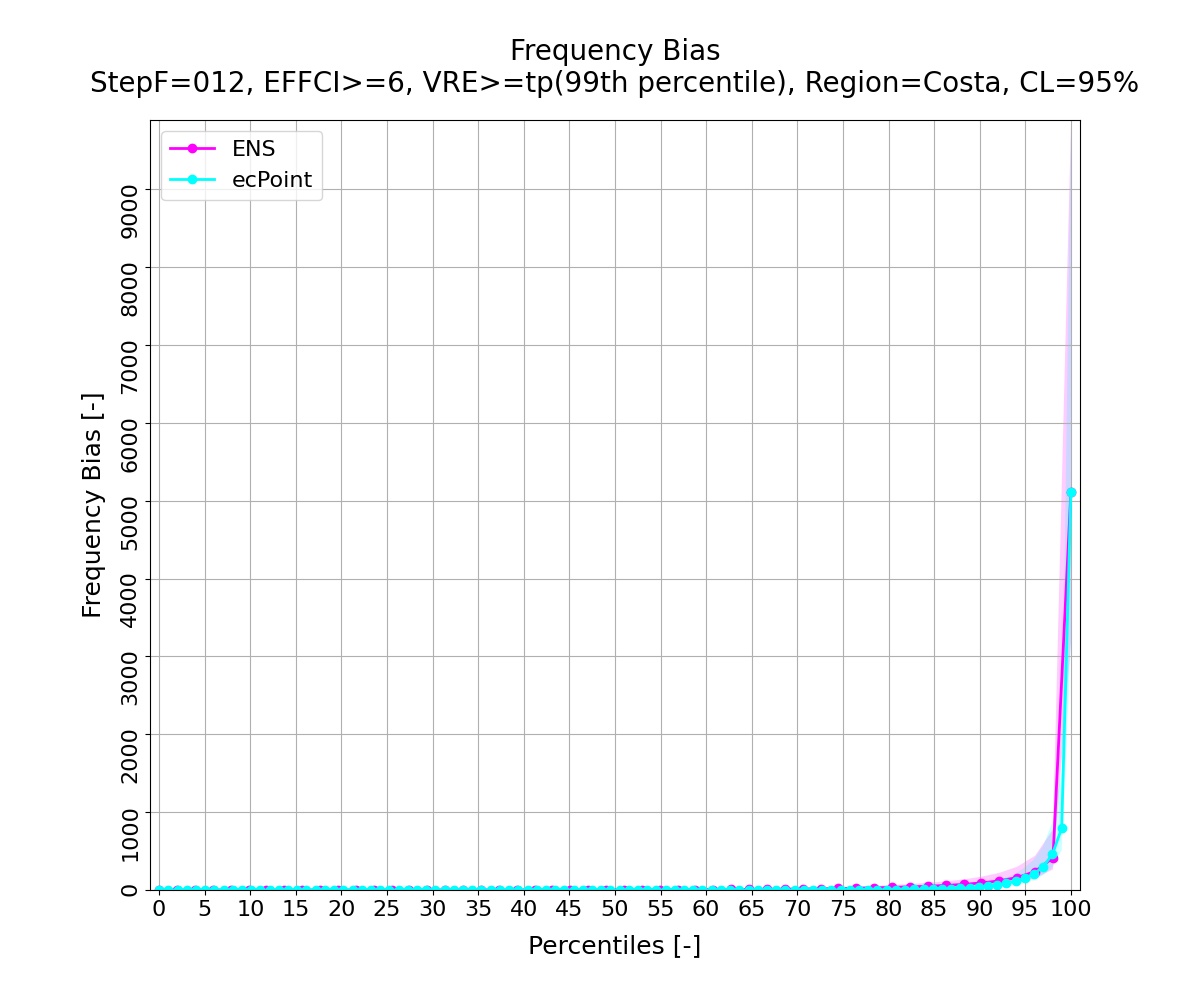 Frequency Bias
StepF=012, EFFCI>=6, VRE>=tp(99th percentile), Region=Costa, CL=95%
ENS
ecPoint
Frequency Bias [-]
9000
8000
7000
6000
5000
4000
3000
2000
1000
0
0 5 10 15 20 25 30 35 40 45 50 55 60 65 70 75 80 85 90 95 100
Percentiles [-]